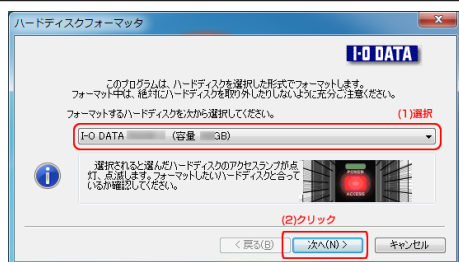 ハードディスクフォーマッタ
I-O DATA
このプログラムは、ハードディスクを選択した形式でフォーマットします。
フォーマット中は、絶対にハードディスクを取り外したりしないように充分ご注意ください。
フォーマットするハードディスクを次から選択してください。
(1)選択
I-O DATA (容量 GB)
選択されると選んだハードディスクのアクセスランプが点
灯、点滅します。フォーマットしたいハードディスクと合って
いるか確認してください。
POWER
ACCESS
(2)クリック
< 戻る(B)
次へ(N) >
キャンセル